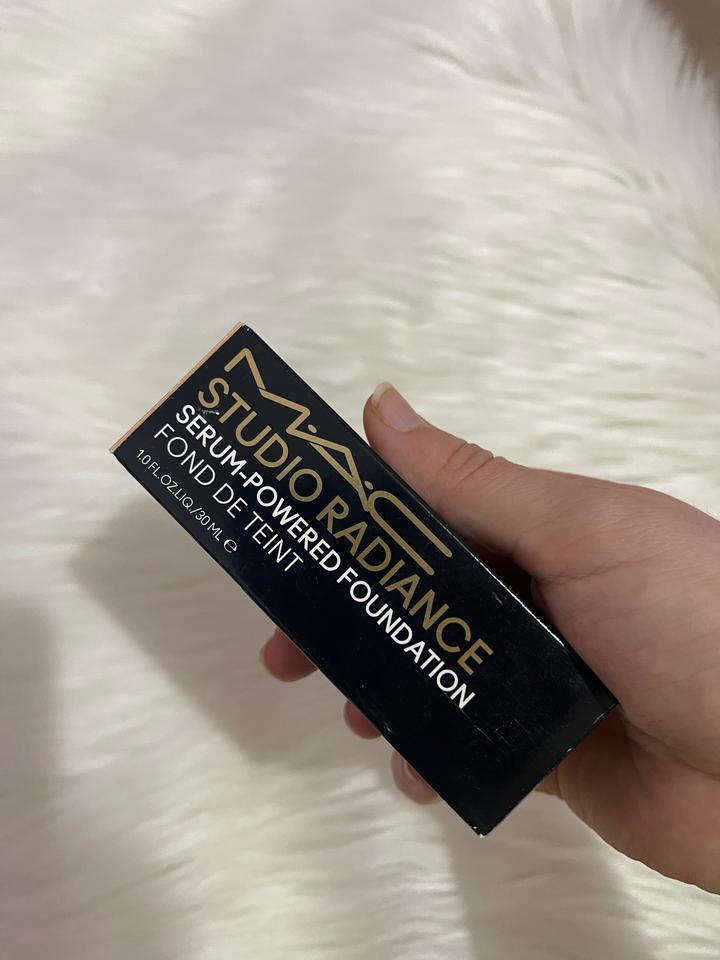 M·A·C
STUDIO RADIANCE
SERUM-POWERED FOUNDATION
FOND DE TEINT
1.0 FL.OZ.LIQ./30 ML ℮